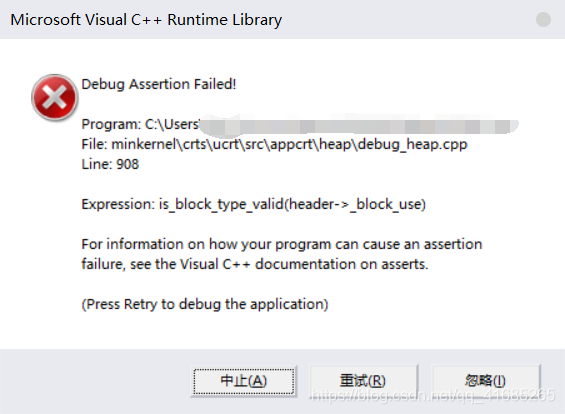 Microsoft Visual C++ Runtime Library
Debug Assertion Failed!
Program: C:\Users\
File: minkernel\crts\ucrt\src\appcrt\heap\debug_heap.cpp
Line: 908
Expression: is_block_type_valid(header->_block_use)
For information on how your program can cause an assertion
failure, see the Visual C++ documentation on asserts.
(Press Retry to debug the application)
中止(A) 重试(R) 忽略(I)
https://blog.csdn.net/qq_41086265